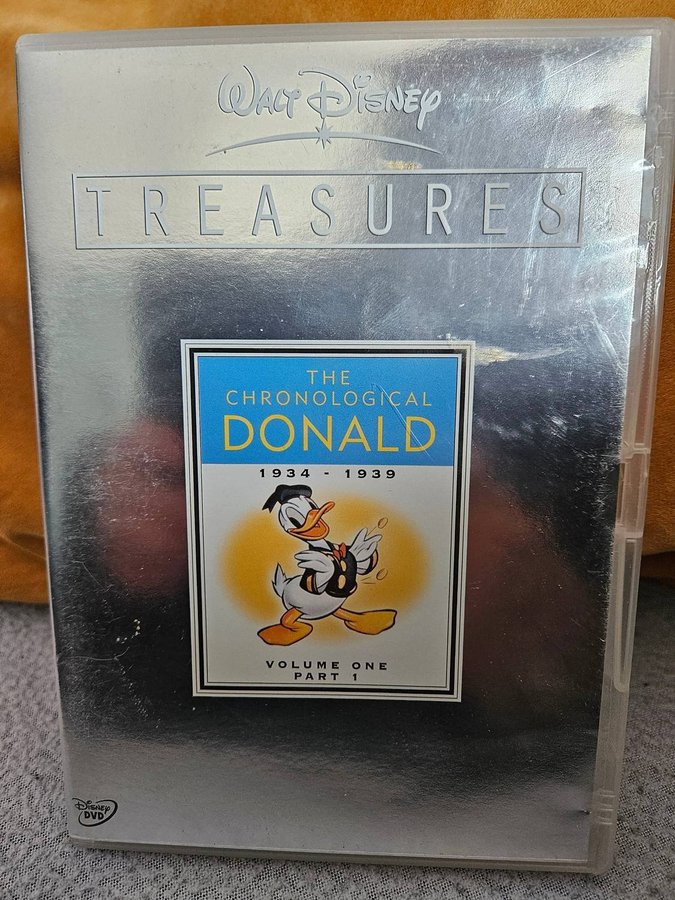 WALT DISNEY
TREASURES
THE
CHRONOLOGICAL
DONALD
1934 - 1939
VOLUME ONE
PART 1
DISNEY
DVD